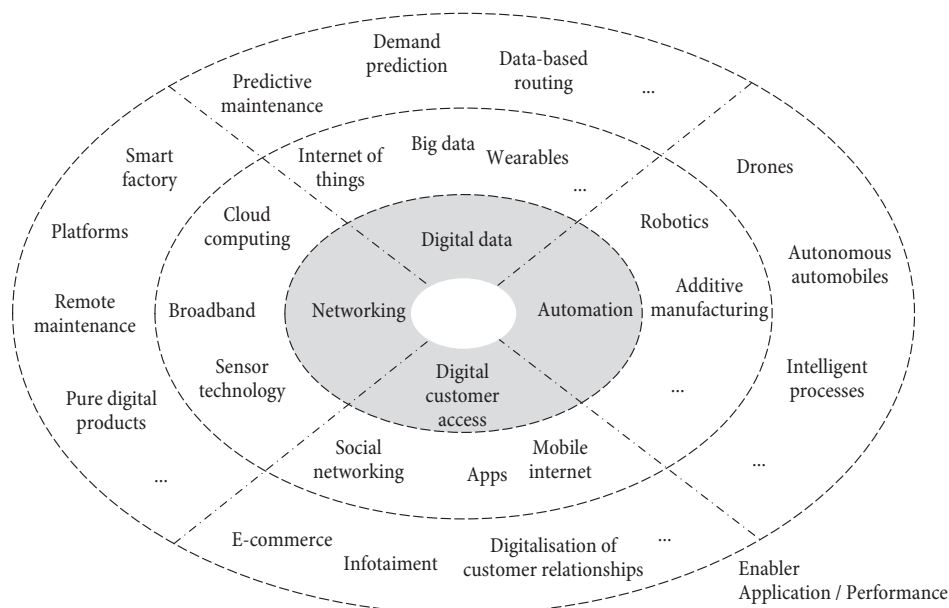 Demand
prediction
Data-based
routing
Predictive
maintenance
...
Smart
factory
Internet of
things
Big data
Wearables
...
Drones
Cloud
computing
Platforms
Digital data
Robotics
Autonomous
automobiles
Remote
maintenance
Broadband
Networking
Automation
Additive
manufacturing
Sensor
technology
Digital
customer
access
Intelligent
processes
Pure digital
products
...
Social
networking
Apps
Mobile
internet
...
...
E-commerce
Infotaiment
Digitalisation of
customer relationships
...
Enabler
Application / Performance